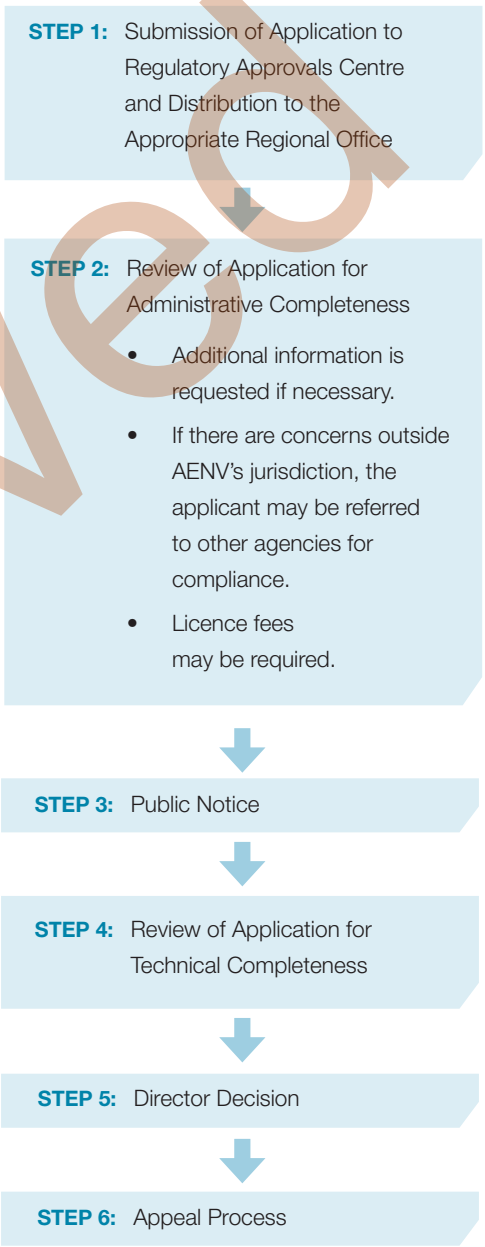 STEP 1: Submission of Application to
Regulatory Approvals Centre
and Distribution to the
Appropriate Regional Office
STEP 2: Review of Application for
Administrative Completeness
• Additional information is
requested if necessary.
• If there are concerns outside
AENV's jurisdiction, the
applicant may be referred
to other agencies for
compliance.
• Licence fees
may be required.
STEP 3: Public Notice
STEP 4: Review of Application for
Technical Completeness
STEP 5: Director Decision
STEP 6: Appeal Process